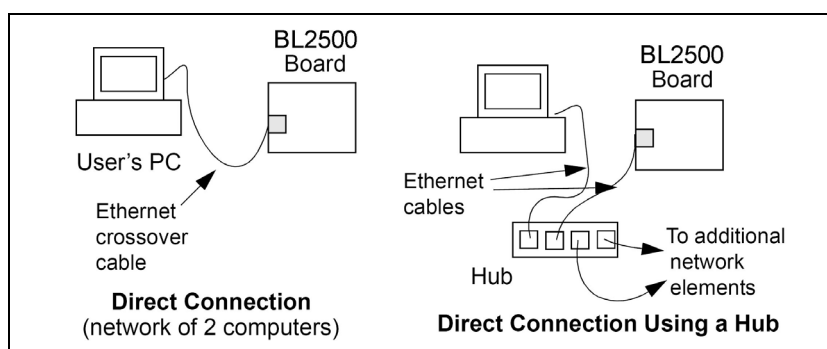 BL2500
Board
User's PC
Ethernet
crossover
cable
Direct Connection
(network of 2 computers)
BL2500
Board
Ethernet
cables
Hub
To additional
network
elements
Direct Connection Using a Hub